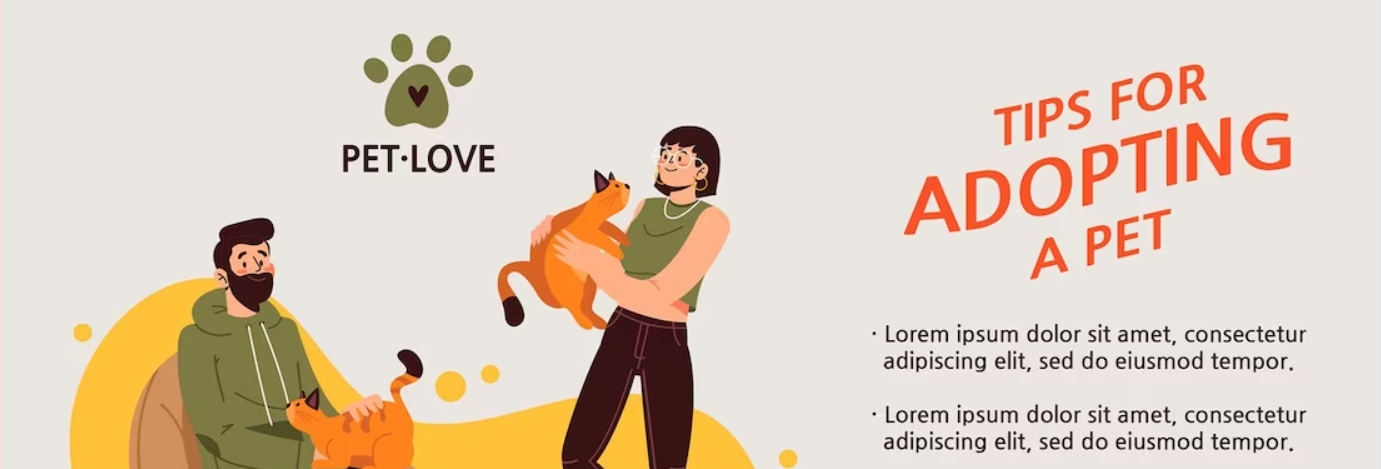 PET·LOVE
TIPS FOR
ADOPTING
A PET
· Lorem ipsum dolor sit amet, consectetur
adipiscing elit, sed do eiusmod tempor.
· Lorem ipsum dolor sit amet, consectetur
adipiscing elit, sed do eiusmod tempor.